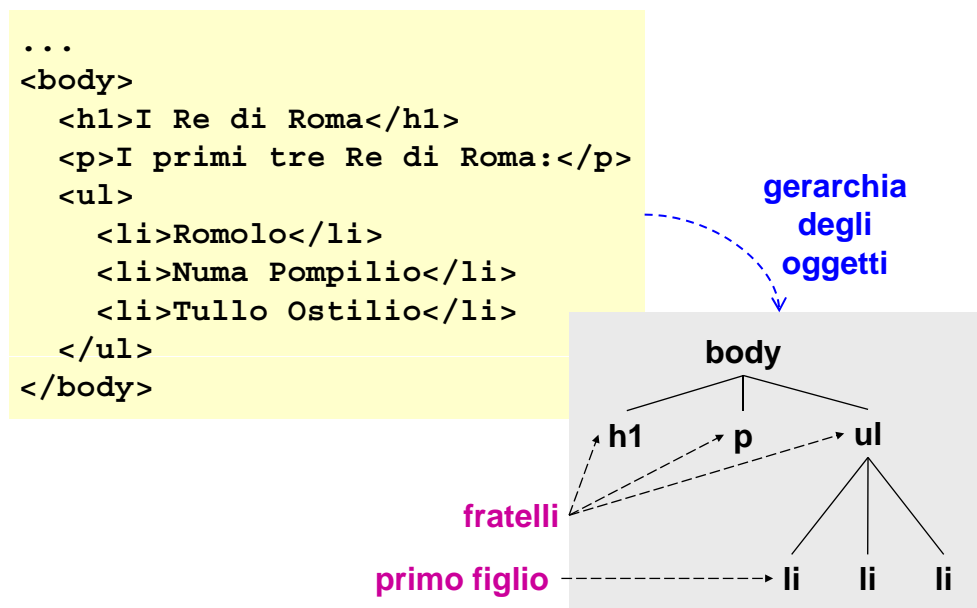 ...
<body>
<h1>I Re di Roma</h1>
<p>I primi tre Re di Roma:</p>
<ul>
<li>Romolo</li>
<li>Numa Pompilio</li>
<li>Tullo Ostilio</li>
</ul>
</body>
gerarchia
degli
oggetti
body
h1 p ul
fratelli
primo figlio li li li